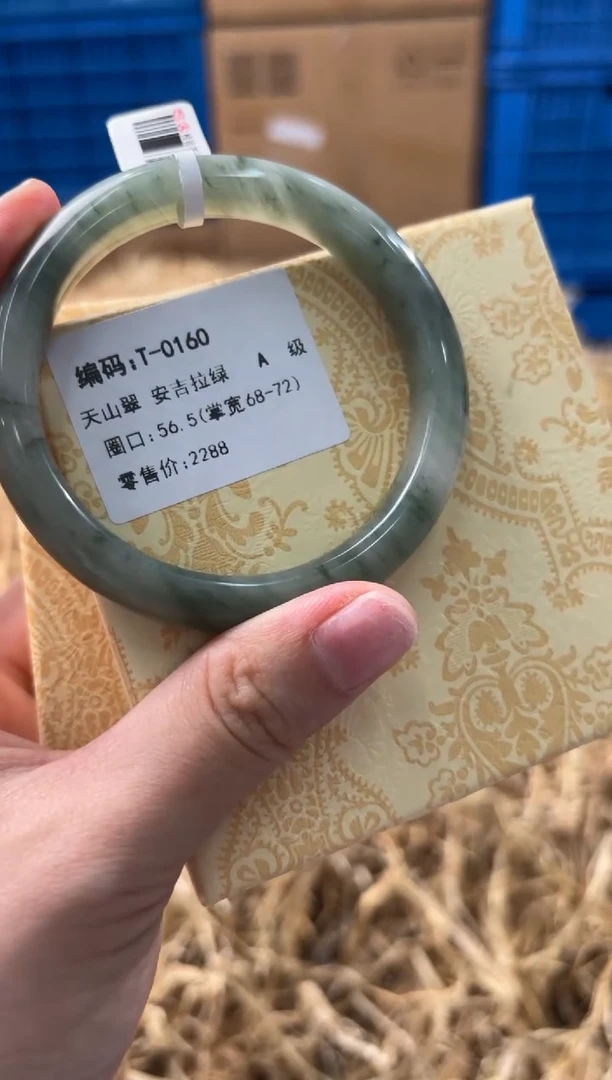 编码:T-0160
天山翠 安吉拉绿 A 级
圈口:56.5(掌宽68-72)
零售价:2288